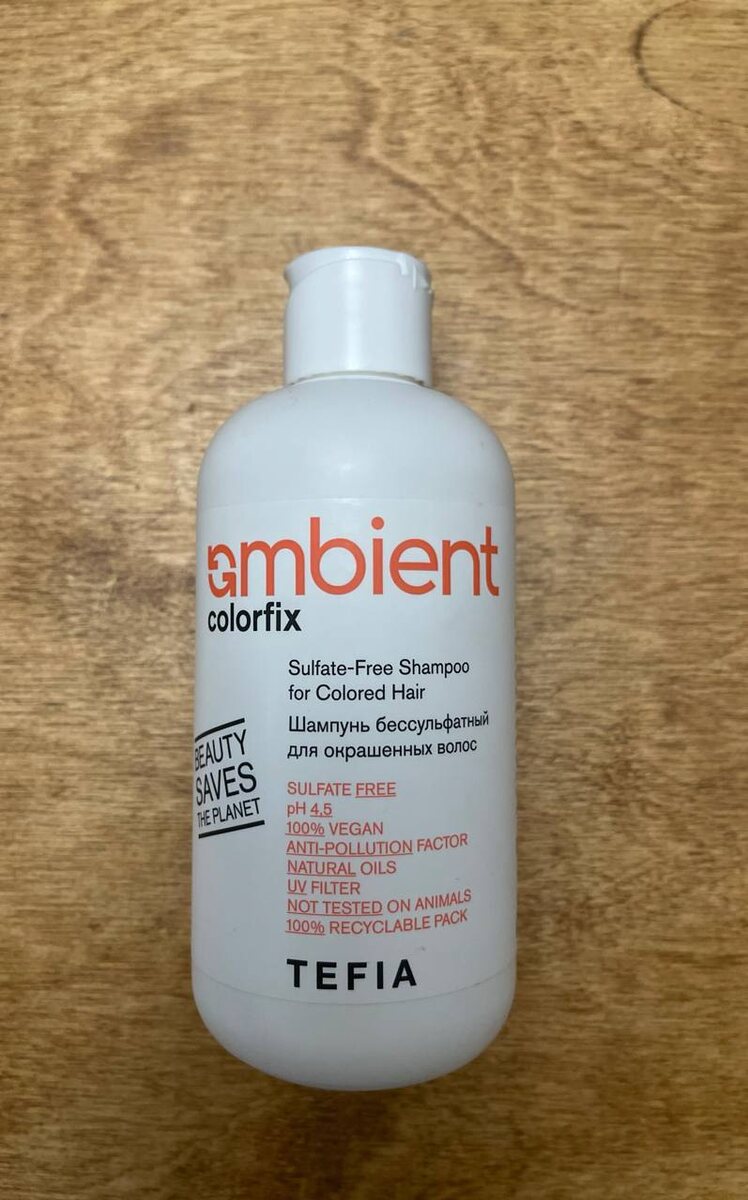 ambient
colorfix
Sulfate-Free Shampoo
for Colored Hair
Шампунь бессульфатный
для окрашенных волос
BEAUTY
SAVES
THE PLANET
SULFATE FREE
pH 4,5
100% VEGAN
ANTI-POLLUTION FACTOR
NATURAL OILS
UV FILTER
NOT TESTED ON ANIMALS
100% RECYCLABLE PACK
TEFIA